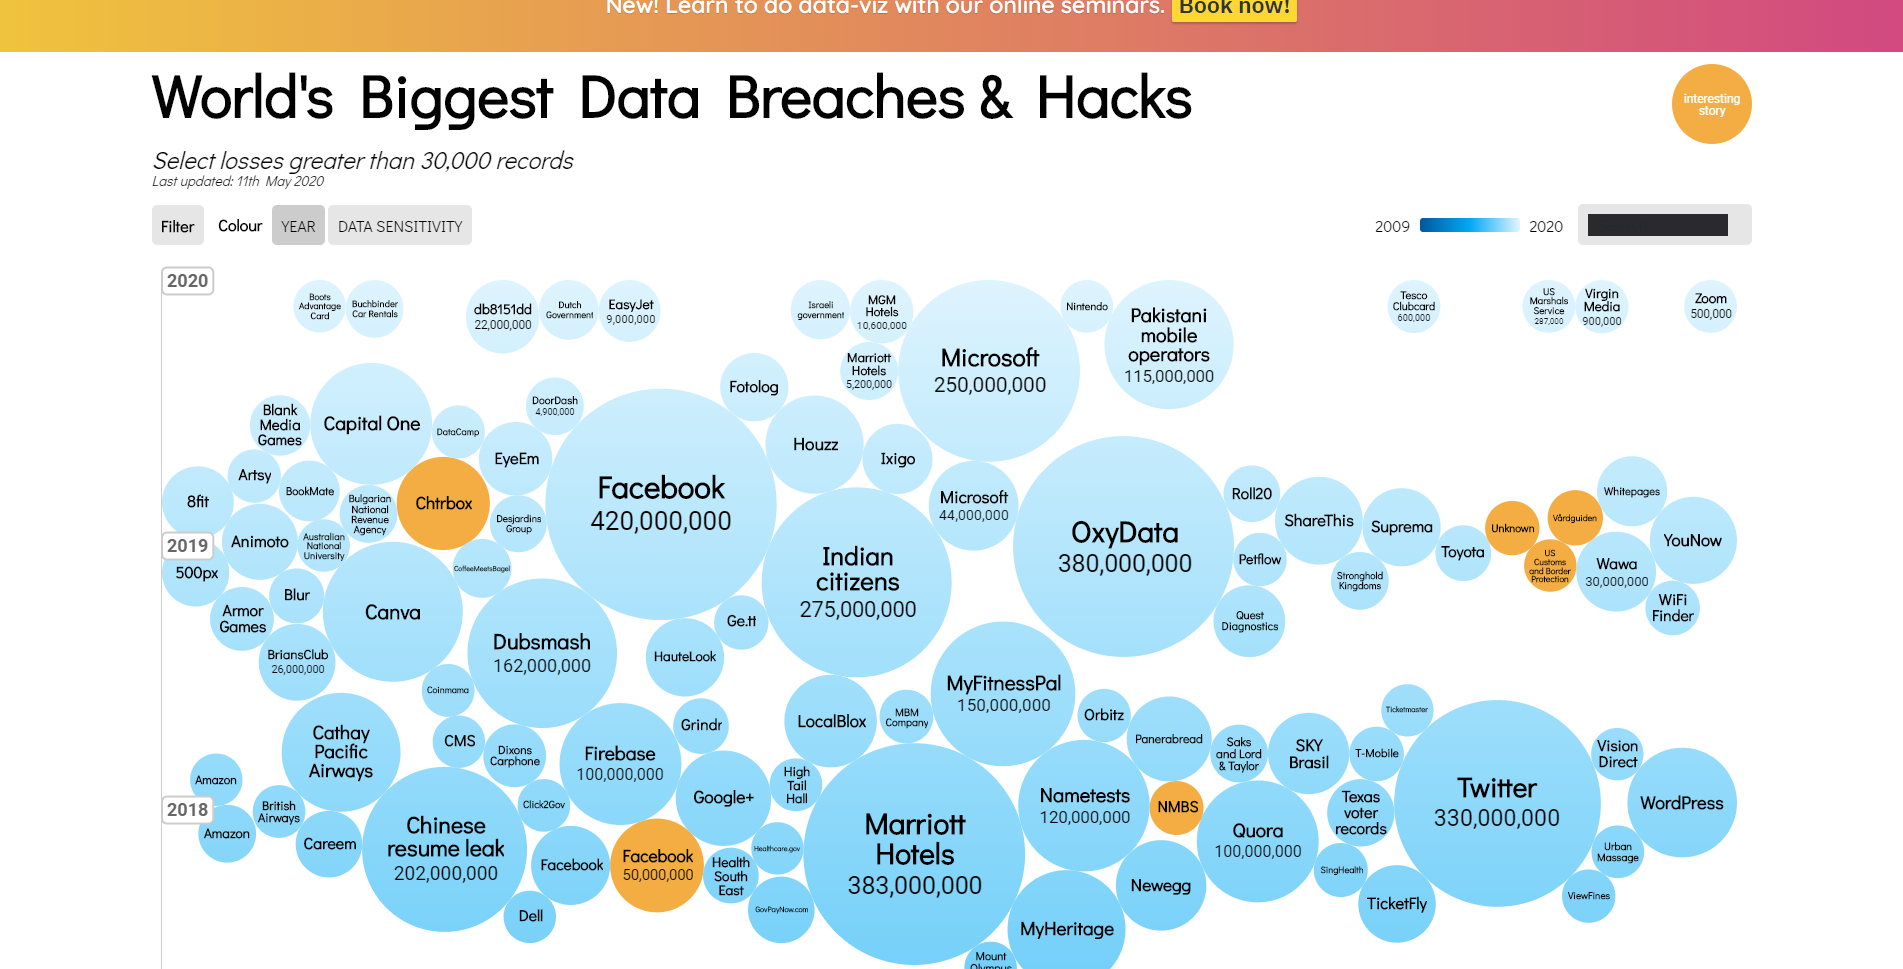 New! Learn to do data-viz with our online seminars. Book now!
World's Biggest Data Breaches & Hacks
interesting
story
Select losses greater than 30,000 records
Last updated: 11th May 2020
Filter Colour YEAR DATA SENSITIVITY
2009 2020
2020
Boots
Advantage
Card
Buchbinder
Car Rentals
db8151dd
22,000,000
Dutch
Government
EasyJet
9,000,000
Israeli
government
MGM
Hotels
10,600,000
Marriott
Hotels
5,200,000
Microsoft
250,000,000
Nintendo
Pakistani
mobile
operators
115,000,000
Tesco
Clubcard
600,000
US
Marshals
Service
287,000
Virgin
Media
900,000
Zoom
500,000
Blank
Media
Games
Capital One
DataCamp
DoorDash
4,900,000
Fotolog
Houzz
Ixigo
EyeEm
Artsy
8fit
BookMate
Bulgarian
National
Revenue
Agency
Chtrbox
Desjardins
Group
Facebook
420,000,000
Microsoft
44,000,000
OxyData
380,000,000
Roll20
ShareThis
Suprema
Toyota
Unknown
Vårdguiden
Whitepages
YouNow
2019
500px
Animoto
Australian
National
University
CoffeeMeetsBagel
Indian
citizens
275,000,000
Petflow
Stronghold
Kingdoms
US
Customs
and Border
Protection
Wawa
30,000,000
WiFi
Finder
Blur
Armor
Games
Canva
BriansClub
26,000,000
Dubsmash
162,000,000
Ge.tt
HauteLook
Quest
Diagnostics
Coinmama
MyFitnessPal
150,000,000
LocalBlox
MBM
Company
Orbitz
Ticketmaster
Cathay
Pacific
Airways
CMS
Dixons
Carphone
Firebase
100,000,000
Grindr
Panerabread
Saks
and Lord
& Taylor
SKY
Brasil
T-Mobile
Twitter
330,000,000
Vision
Direct
WordPress
Amazon
2018
Amazon
British
Airways
Careem
Chinese
resume leak
202,000,000
Click2Gov
Google+
High
Tail
Hall
Marriott
Hotels
383,000,000
Nametests
120,000,000
NMBS
Quora
100,000,000
Texas
voter
records
Urban
Massage
Facebook
Facebook
50,000,000
Health
South
East
Healthcare.gov
GovPayNow.com
Dell
Newegg
SingHealth
TicketFly
ViewFines
MyHeritage
Mount
Olympus